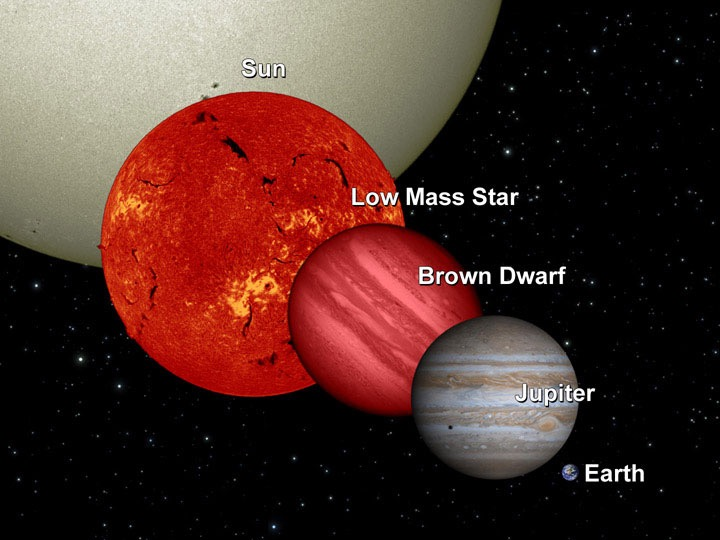 Sun
Low Mass Star
Brown Dwarf
Jupiter
Earth